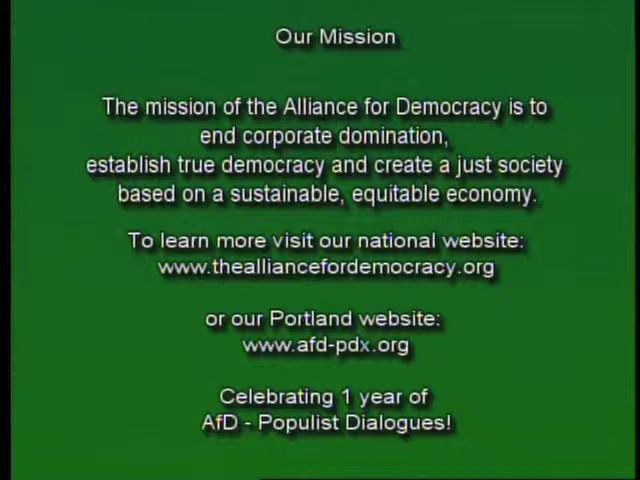 Our Mission
The mission of the Alliance for Democracy is to
end corporate domination,
establish true democracy and create a just society
based on a sustainable, equitable economy.
To learn more visit our national website:
www.thealliancefordemocracy.org
or our Portland website:
www.afd-pdx.org
Celebrating 1 year of
AfD - Populist Dialogues!